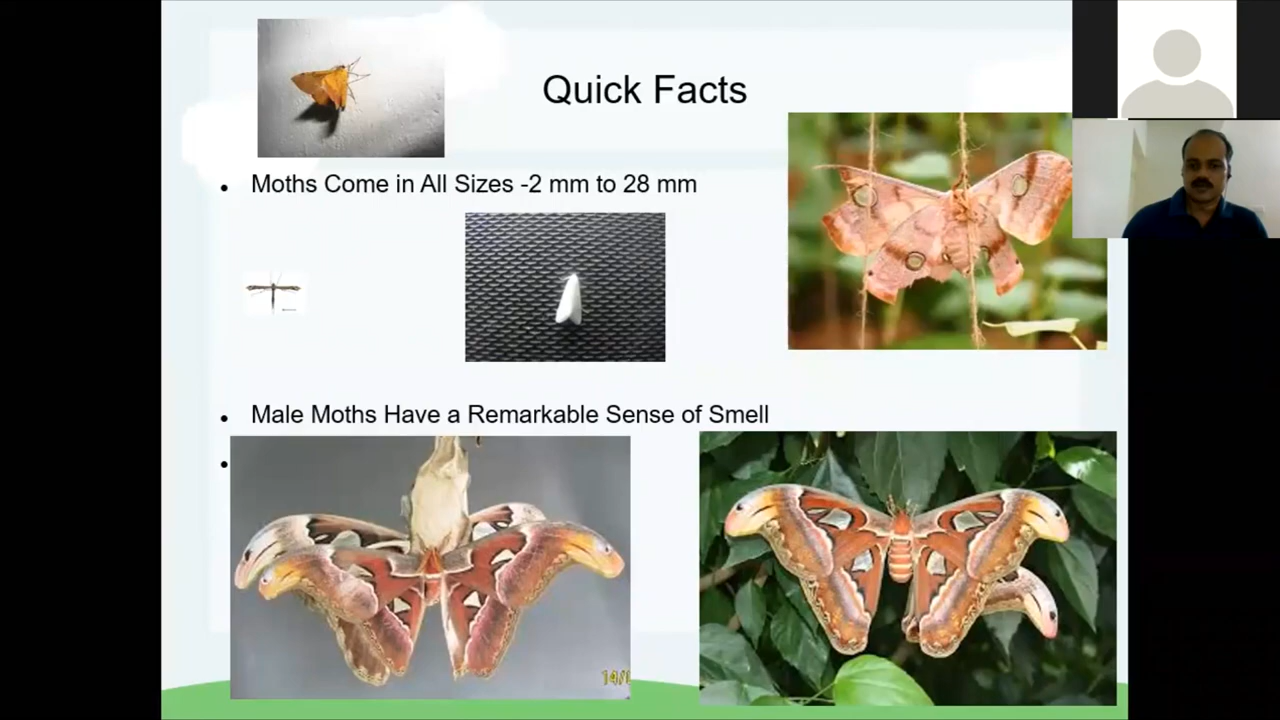 Quick Facts
Moths Come in All Sizes -2 mm to 28 mm
Male Moths Have a Remarkable Sense of Smell
14/